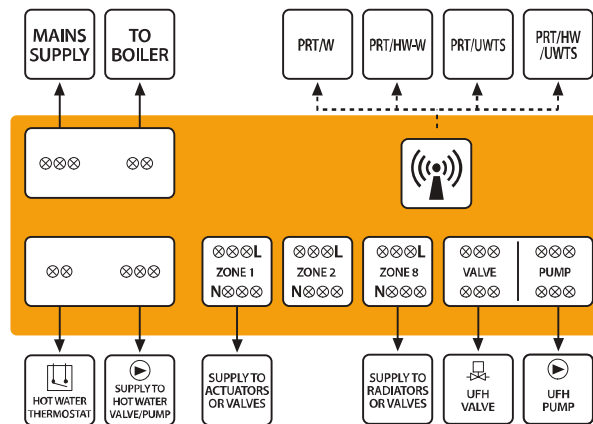 MAINS
SUPPLY
TO
BOILER
PRT/W
PRT/HW-W
PRT/UWTS
PRT/HW
/UWTS
L
ZONE 1
N
L
ZONE 2
N
L
ZONE 8
N
VALVE
PUMP
HOT WATER
THERMOSTAT
SUPPLY TO
HOT WATER
VALVE/PUMP
SUPPLY TO
ACTUATORS
OR VALVES
SUPPLY TO
RADIATORS
OR VALVES
UFH
VALVE
UFH
PUMP